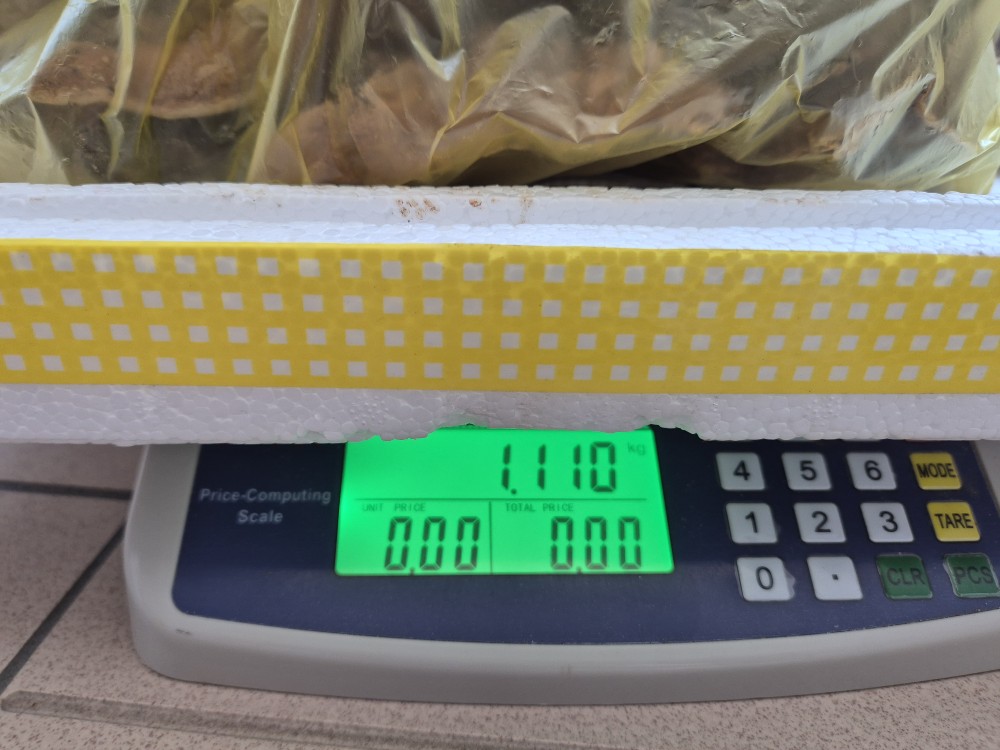 1.110 kg
Price-Computing
Scale
UNIT PRICE
TOTAL PRICE
0.00
0.00
4 5 6 MODE
1 2 3 TARE
0 . CLR PCS